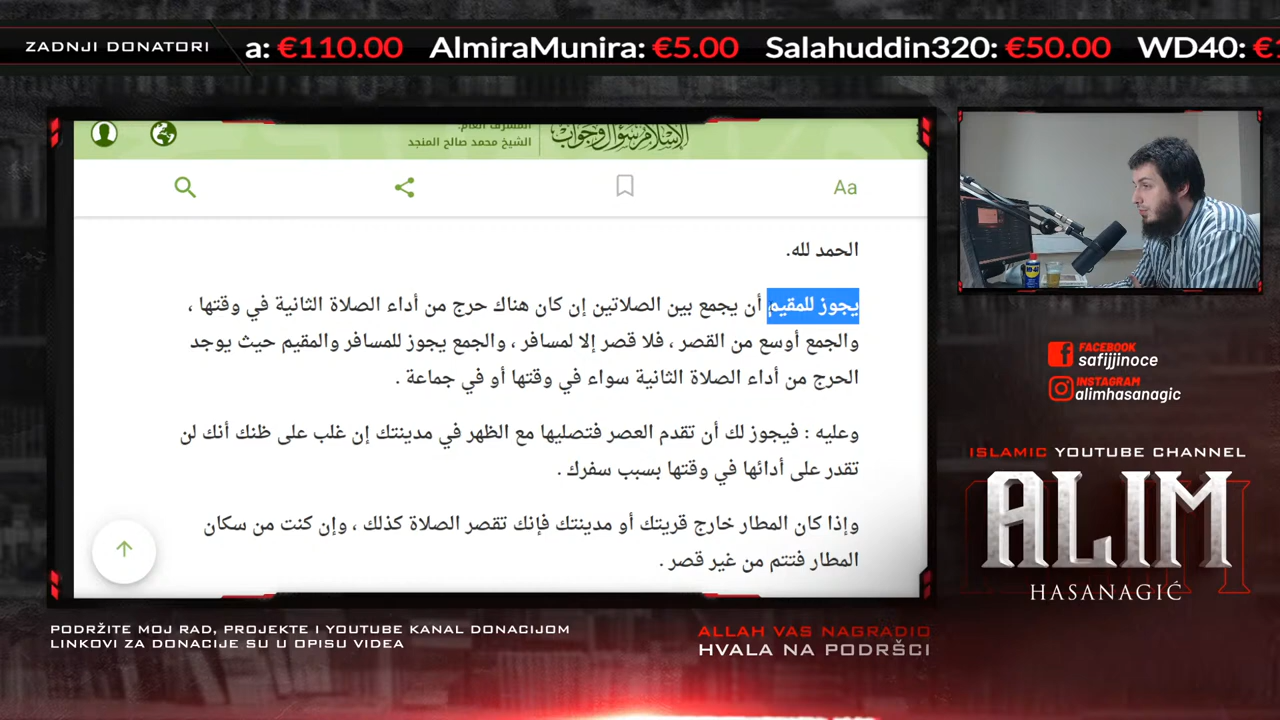 ZADNJI DONATORI
a: €110.00 AlmiraMunira: €5.00 Salahuddin320: €50.00 WD40:
المشرف العام:
الشيخ محمد صالح المنجد
الإسلام سؤال وجواب
Aa
الحمد لله.
يجوز للمقيم أن يجمع بين الصلاتين إن كان هناك حرج من أداء الصلاة الثانية في وقتها ،
والجمع أوسع من القصر ، فلا قصر إلا لمسافر ، والجمع يجوز للمسافر والمقيم حيث يوجد
الحرج من أداء الصلاة الثانية سواء في وقتها أو في جماعة .
وعليه : فيجوز لك أن تقدم العصر فتصليها مع الظهر في مدينتك إن غلب على ظنك أنك لن
تقدر على أدائها في وقتها بسبب سفرك .
وإذا كان المطار خارج قريتك أو مدينتك فإنك تقصر الصلاة كذلك ، وإن كنت من سكان
المطار فتتم من غير قصر .
FACEBOOK
safijjinoce
INSTAGRAM
alimhasanagic
ISLAMIC YOUTUBE CHANNEL
ALIM
HASANAGIĆ
PODRŽITE MOJ RAD, PROJEKTE I YOUTUBE KANAL DONACIJOM
LINKOVI ZA DONACIJE SU U OPISU VIDEA
ALLAH VAS NAGRADIO
HVALA NA PODRŠCI